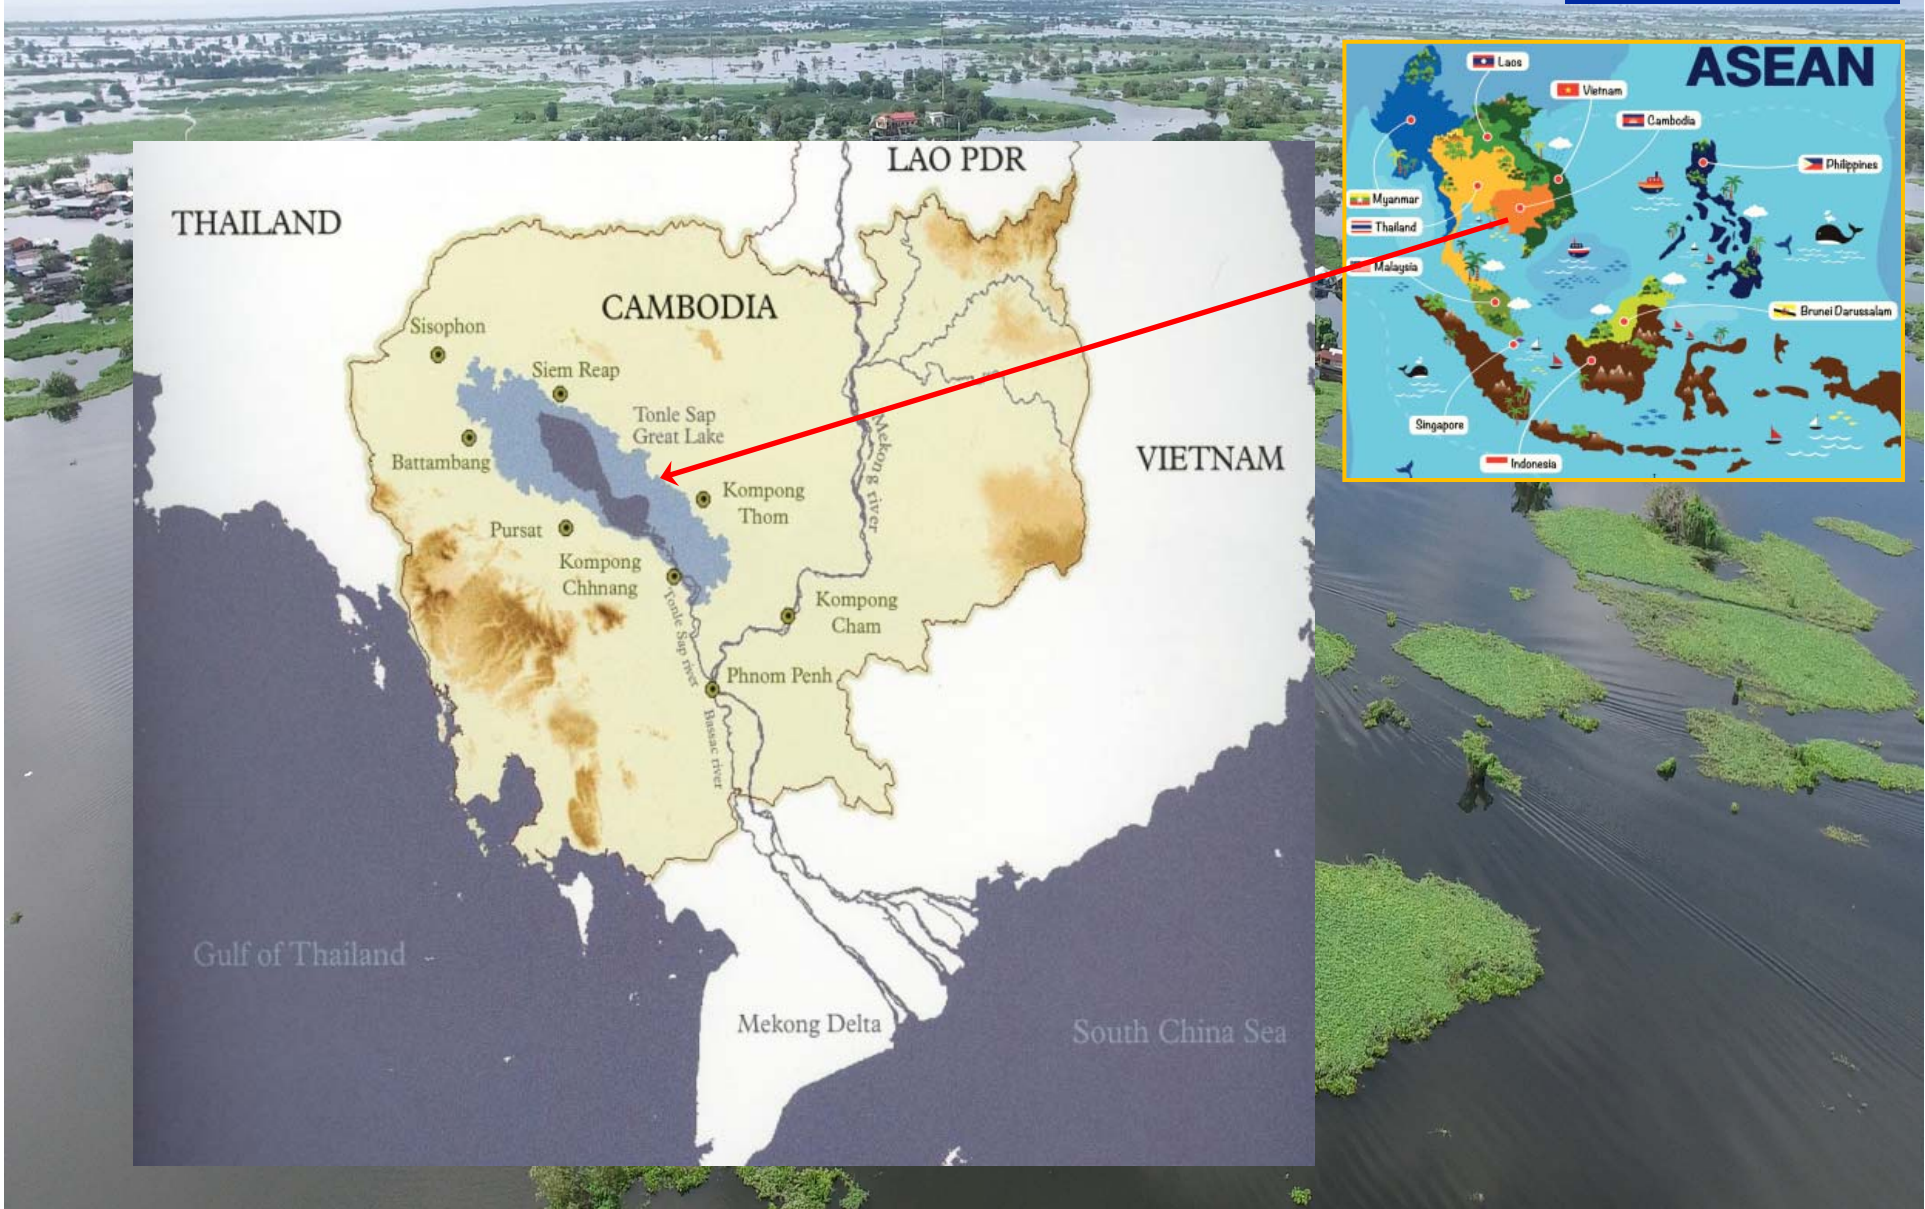 LAO PDR
THAILAND
CAMBODIA
Sisophon
Siem Reap
Tonle Sap
Great Lake
Battambang
Mekong river
VIETNAM
Kompong
Thom
Pursat
Kompong
Chhnang
Kompong
Cham
Tonle Sap river
Phnom Penh
Bassac river
Gulf of Thailand
Mekong Delta
South China Sea
ASEAN
Laos
Vietnam
Cambodia
Philippines
Myanmar
Thailand
Malaysia
Brunei Darussalam
Singapore
Indonesia